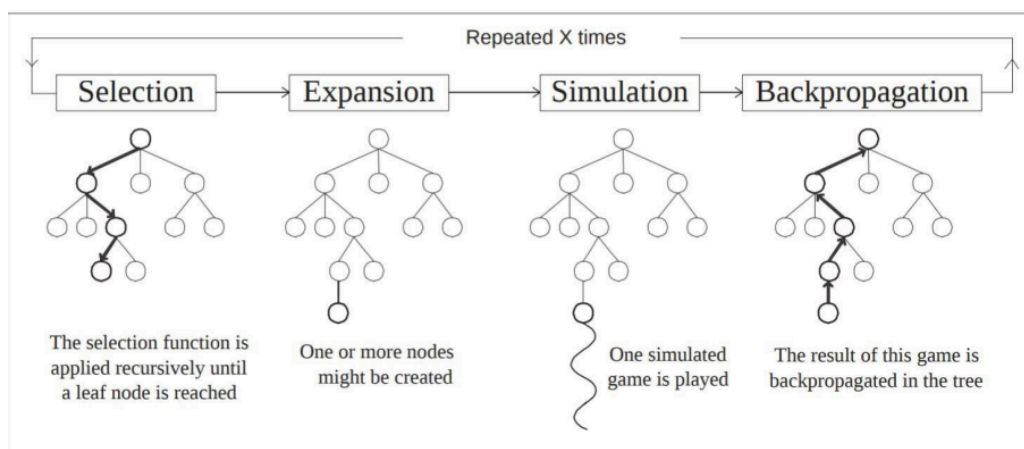 Repeated X times
Selection
Expansion
Simulation
Backpropagation
The selection function is
applied recursively until
a leaf node is reached
One or more nodes
might be created
One simulated
game is played
The result of this game is
backpropagated in the tree